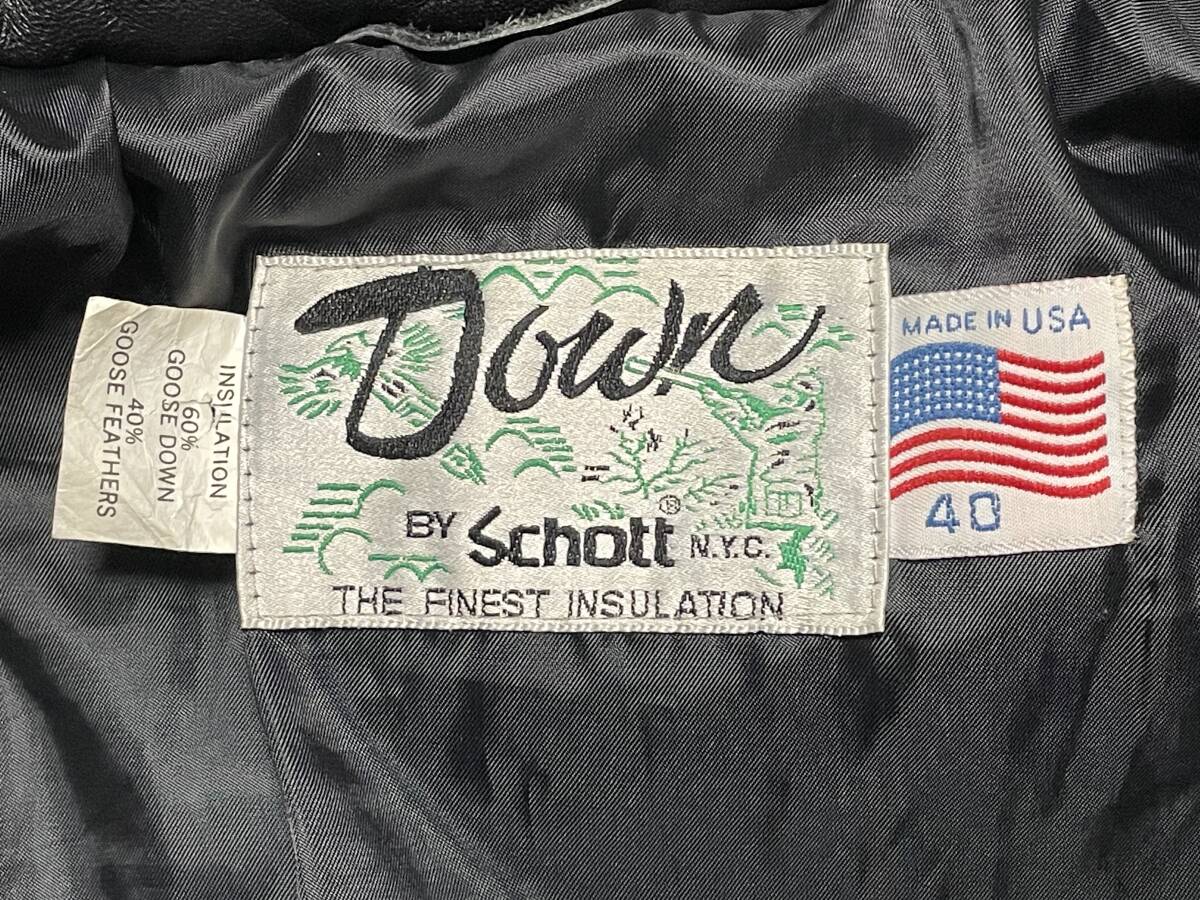 INSULATION
60%
GOOSE DOWN
40%
GOOSE FEATHERS
Down
BY Schott® N.Y.C.
THE FINEST INSULATION
MADE IN USA
40